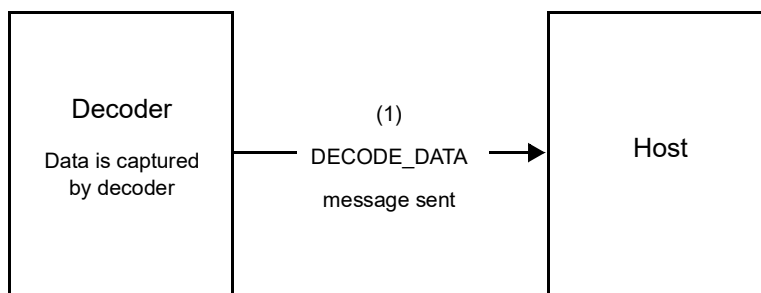 Decoder
Data is captured
by decoder
(1)
DECODE_DATA
message sent
Host